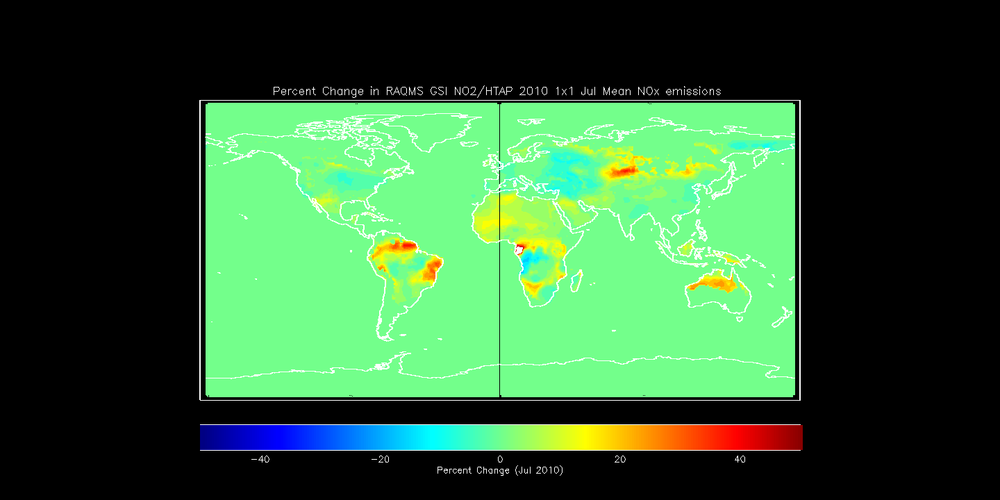 Percent Change in RAQMS GSI NO2/HTAP 2010 1x1 Jul Mean NOx emissions
−40 −20 0 20 40
Percent Change (Jul 2010)